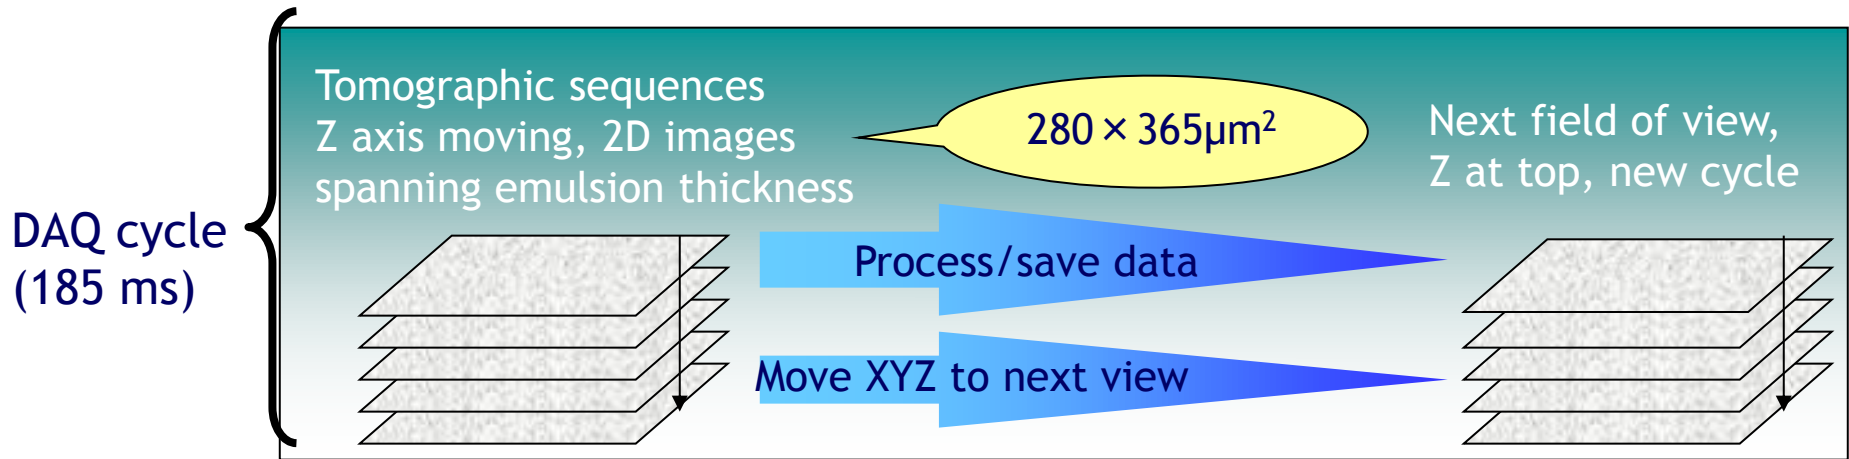 DAQ cycle
(185 ms)
Tomographic sequences
Z axis moving, 2D images
spanning emulsion thickness
280 × 365µm²
Next field of view,
Z at top, new cycle
Process/save data
Move XYZ to next view